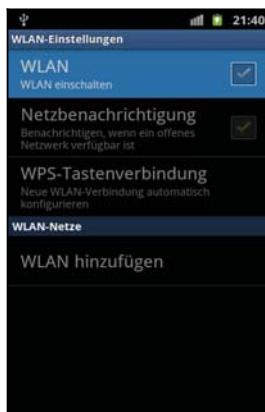 21:40
WLAN-Einstellungen
WLAN
WLAN einschalten
Netzbenachrichtigung
Benachrichtigen, wenn ein offenes
Netzwerk verfügbar ist
WPS-Tastenverbindung
Neue WLAN-Verbindung automatisch
konfigurieren
WLAN-Netze
WLAN hinzufügen